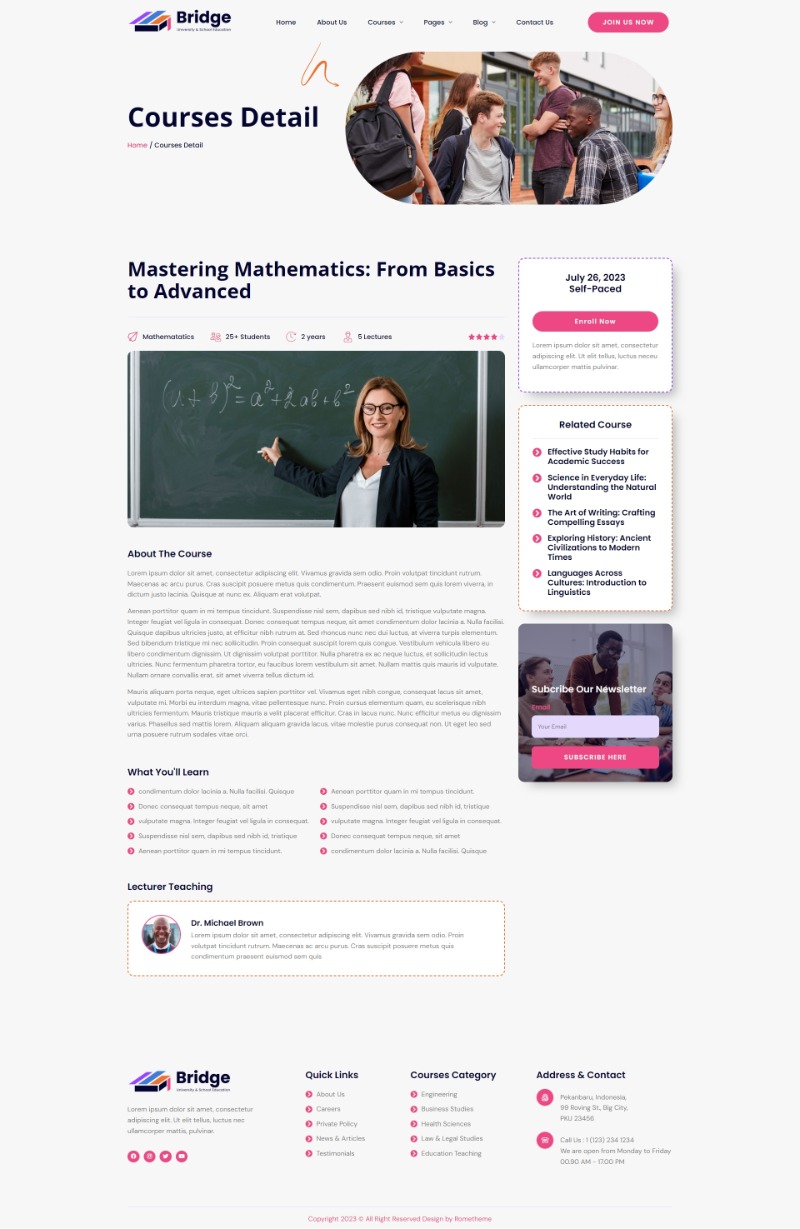 Bridge
University & School Education
Home
About Us
Courses
Pages
Blog
Contact Us
JOIN US NOW
Courses Detail
Home / Courses Detail
Mastering Mathematics: From Basics
to Advanced
Mathematatics
25+ Students
2 years
5 Lectures
(a + b)² = a² + 2ab + b²
About The Course
Lorem ipsum dolor sit amet, consectetur adipiscing elit. Vivamus gravida sem odio. Proin volutpat tincidunt rutrum.
Maecenas ac arcu purus. Cras suscipit posuere metus quis condimentum. Praesent euismod sem quis lorem viverra, in
dictum justo lacinia. Quisque at nunc ex. Aliquam erat volutpat.
Aenean porttitor quam in mi tempus tincidunt. Suspendisse nisl sem, dapibus sed nibh id, tristique vulputate magna.
Integer feugiat vel ligula in consequat. Donec consequat tempus neque, sit amet condimentum dolor lacinia a. Nulla facilisi.
Quisque dapibus ultricies justo, at efficitur nibh rutrum at. Sed rhoncus nunc nec dui luctus, at viverra turpis elementum.
Sed bibendum tristique mi nec sollicitudin. Proin consequat suscipit lorem quis congue. Vestibulum vehicula libero eu
libero condimentum dignissim. Ut dignissim volutpat porttitor. Nulla pharetra ex ac neque luctus, et sollicitudin lectus
ultricies. Nunc fermentum pharetra tortor, eu faucibus lorem vestibulum sit amet. Nullam mattis quis mauris id vulputate.
Nullam ornare convallis erat, sit amet viverra tellus dictum id.
Mauris aliquam porta neque, eget ultrices sapien porttitor vel. Vivamus eget nibh congue, consequat lacus sit amet,
vulputate mi. Morbi eu interdum magna, vitae pellentesque nunc. Proin cursus elementum quam, eu scelerisque nibh
ultricies fermentum. Mauris tristique mauris a velit placerat efficitur. Cras in lacus nunc. Nunc efficitur metus eu dignissim
varius. Phasellus sed mattis lorem. Aliquam aliquam gravida lacus, vitae molestie purus consequat non. Ut eget leo sed
urna posuere rutrum sodales vitae orci.
What You'll Learn
condimentum dolor lacinia a. Nulla facilisi. Quisque
Donec consequat tempus neque, sit amet
vulputate magna. Integer feugiat vel ligula in consequat.
Suspendisse nisl sem, dapibus sed nibh id, tristique
Aenean porttitor quam in mi tempus tincidunt.
Aenean porttitor quam in mi tempus tincidunt.
Suspendisse nisl sem, dapibus sed nibh id, tristique
vulputate magna. Integer feugiat vel ligula in consequat.
Donec consequat tempus neque, sit amet
condimentum dolor lacinia a. Nulla facilisi. Quisque
Lecturer Teaching
Dr. Michael Brown
Lorem ipsum dolor sit amet, consectetur adipiscing elit. Vivamus gravida sem odio. Proin
volutpat tincidunt rutrum. Maecenas ac arcu purus. Cras suscipit posuere metus quis
condimentum praesent euismod sem quis
July 26, 2023
Self-Paced
Enroll Now
Lorem ipsum dolor sit amet, consectetur
adipiscing elit. Ut elit tellus, luctus neceu
ullamcorper mattis pulvinar.
Related Course
Effective Study Habits for
Academic Success
Science in Everyday Life:
Understanding the Natural
World
The Art of Writing: Crafting
Compelling Essays
Exploring History: Ancient
Civilizations to Modern
Times
Languages Across
Cultures: Introduction to
Linguistics
Subcribe Our Newsletter
Email
Your Email
SUBSCRIBE HERE
Bridge
University & School Education
Lorem ipsum dolor sit amet, consectetur
adipiscing elit. Ut elit tellus, luctus nec
ullamcorper mattis, pulvinar.
Quick Links
About Us
Careers
Private Policy
News & Articles
Testimonials
Courses Category
Engineering
Business Studies
Health Sciences
Law & Legal Studies
Education Teaching
Address & Contact
Pekanbaru, Indonesia,
99 Roving St., Big City,
PKU 23456
Call Us : 1 (123) 234 1234
We are open from Monday to Friday
00.90 AM – 17.00 PM
Copyright 2023 © All Right Reserved Design by Rometheme